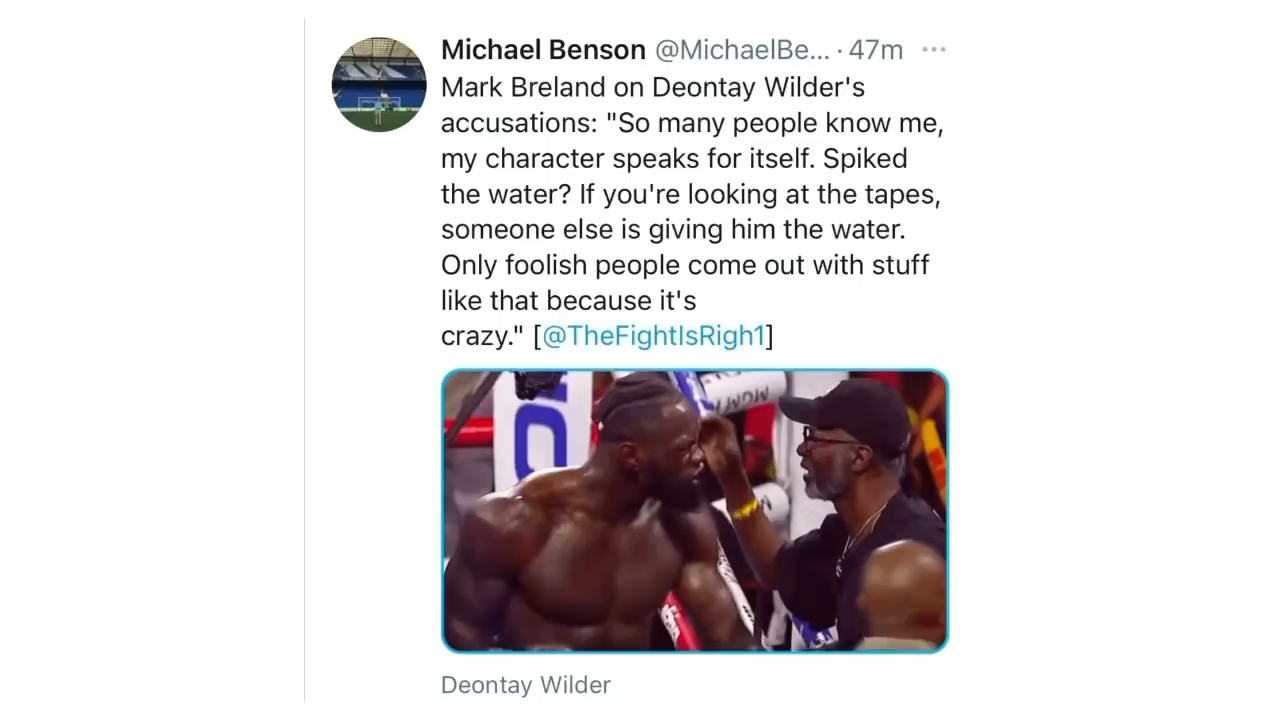 Michael Benson @MichaelBe... · 47m ···
Mark Breland on Deontay Wilder's
accusations: "So many people know me,
my character speaks for itself. Spiked
the water? If you're looking at the tapes,
someone else is giving him the water.
Only foolish people come out with stuff
like that because it's
crazy." [@TheFightIsRigh1]
MGM
Deontay Wilder